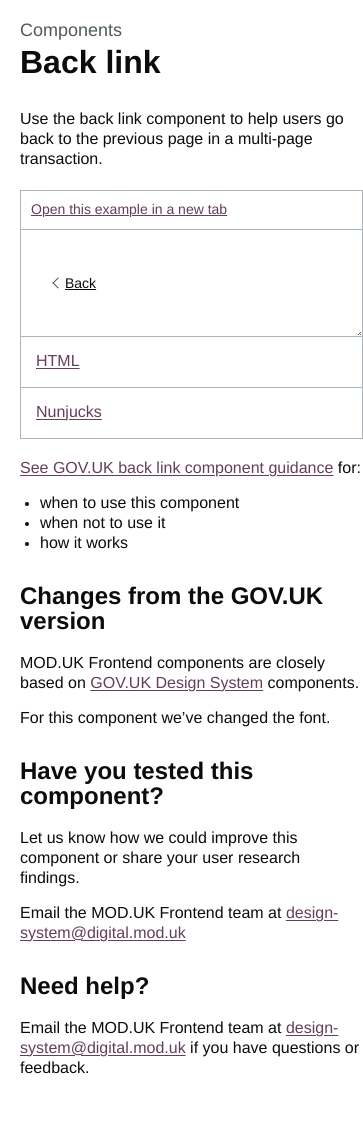 Components
Back link
Use the back link component to help users go
back to the previous page in a multi-page
transaction.
Open this example in a new tab
Back
HTML
Nunjucks
See GOV.UK back link component guidance for:
• when to use this component
• when not to use it
• how it works
Changes from the GOV.UK
version
MOD.UK Frontend components are closely
based on GOV.UK Design System components.
For this component we’ve changed the font.
Have you tested this
component?
Let us know how we could improve this
component or share your user research
findings.
Email the MOD.UK Frontend team at design-
system@digital.mod.uk
Need help?
Email the MOD.UK Frontend team at design-
system@digital.mod.uk if you have questions or
feedback.